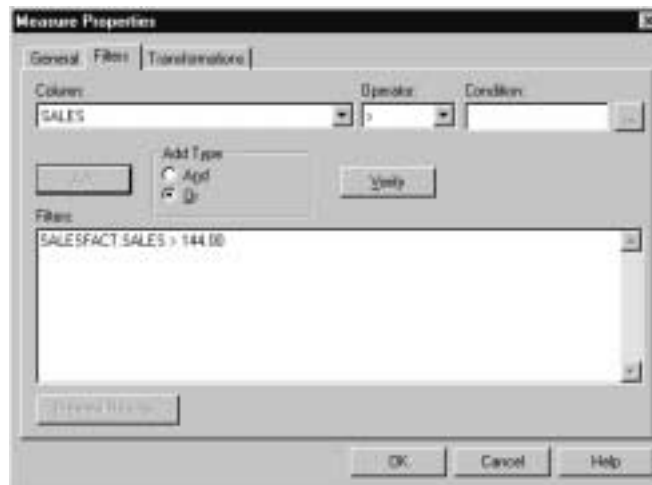 Measure Properties
General Filters Transformations
Column: Operator: Condition:
SALES > ...
Add Type
And
Or
Verify
Filters:
SALESFACT.SALES > 144.00
OK Cancel Help